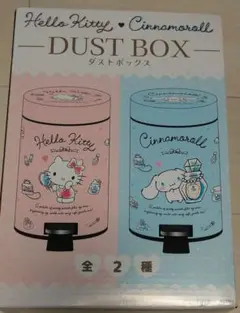 Hello Kitty ♥ Cinnamoroll
DUST BOX
ダストボックス
Hello Kitty
Cinnamoroll
全 2 種